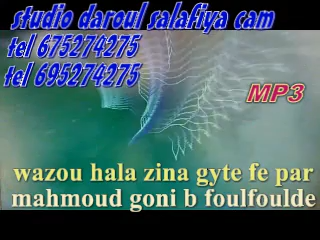 studio daroul salafiya cam
tel 675274275
tel 695274275
MP3
wazou hala zina gyte fe par
mahmoud goni b foulfoulde